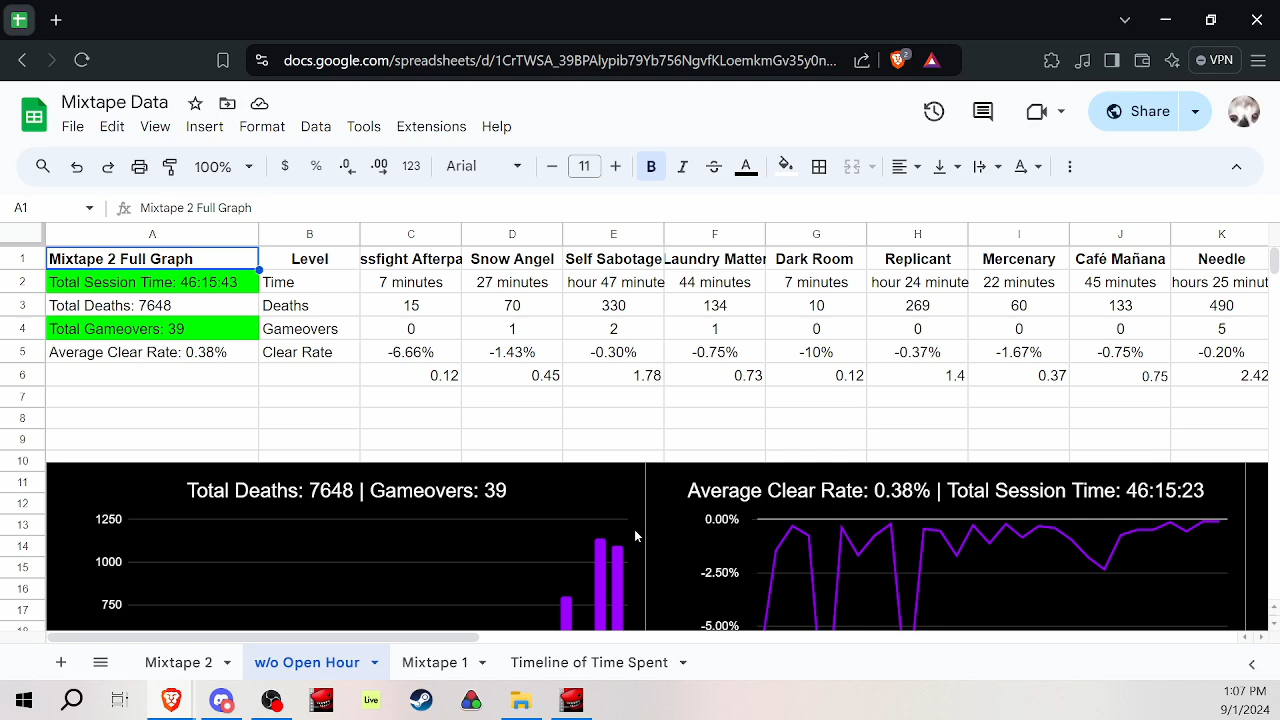 docs.google.com/spreadsheets/d/1CrTWSA_39BPAlypib79Yb756NgvfKLoemkmGv35y0n...
2
VPN
Mixtape Data
File Edit View Insert Format Data Tools Extensions Help
Share
100% $ % .0 .00 123 Arial 11 B I S A
A1 fx Mixtape 2 Full Graph
A B C D E F G H I J K
1 Mixtape 2 Full Graph Level ssfight Afterpa Snow Angel Self Sabotage Laundry Matter Dark Room Replicant Mercenary Café Mañana Needle
2 Total Session Time: 46:15:43 Time 7 minutes 27 minutes hour 47 minute 44 minutes 7 minutes hour 24 minute 22 minutes 45 minutes hours 25 minut
3 Total Deaths: 7648 Deaths 15 70 330 134 10 269 60 133 490
4 Total Gameovers: 39 Gameovers 0 1 2 1 0 0 0 0 5
5 Average Clear Rate: 0.38% Clear Rate -6.66% -1.43% -0.30% -0.75% -10% -0.37% -1.67% -0.75% -0.20%
6 0.12 0.45 1.78 0.73 0.12 1.4 0.37 0.75 2.42
7
8
9
10
11 Total Deaths: 7648 | Gameovers: 39 Average Clear Rate: 0.38% | Total Session Time: 46:15:23
12
13 1250 0.00%
14
15 1000 -2.50%
16
17 750 -5.00%
Mixtape 2 w/o Open Hour Mixtape 1 Timeline of Time Spent
Live
1:07 PM
9/1/2024